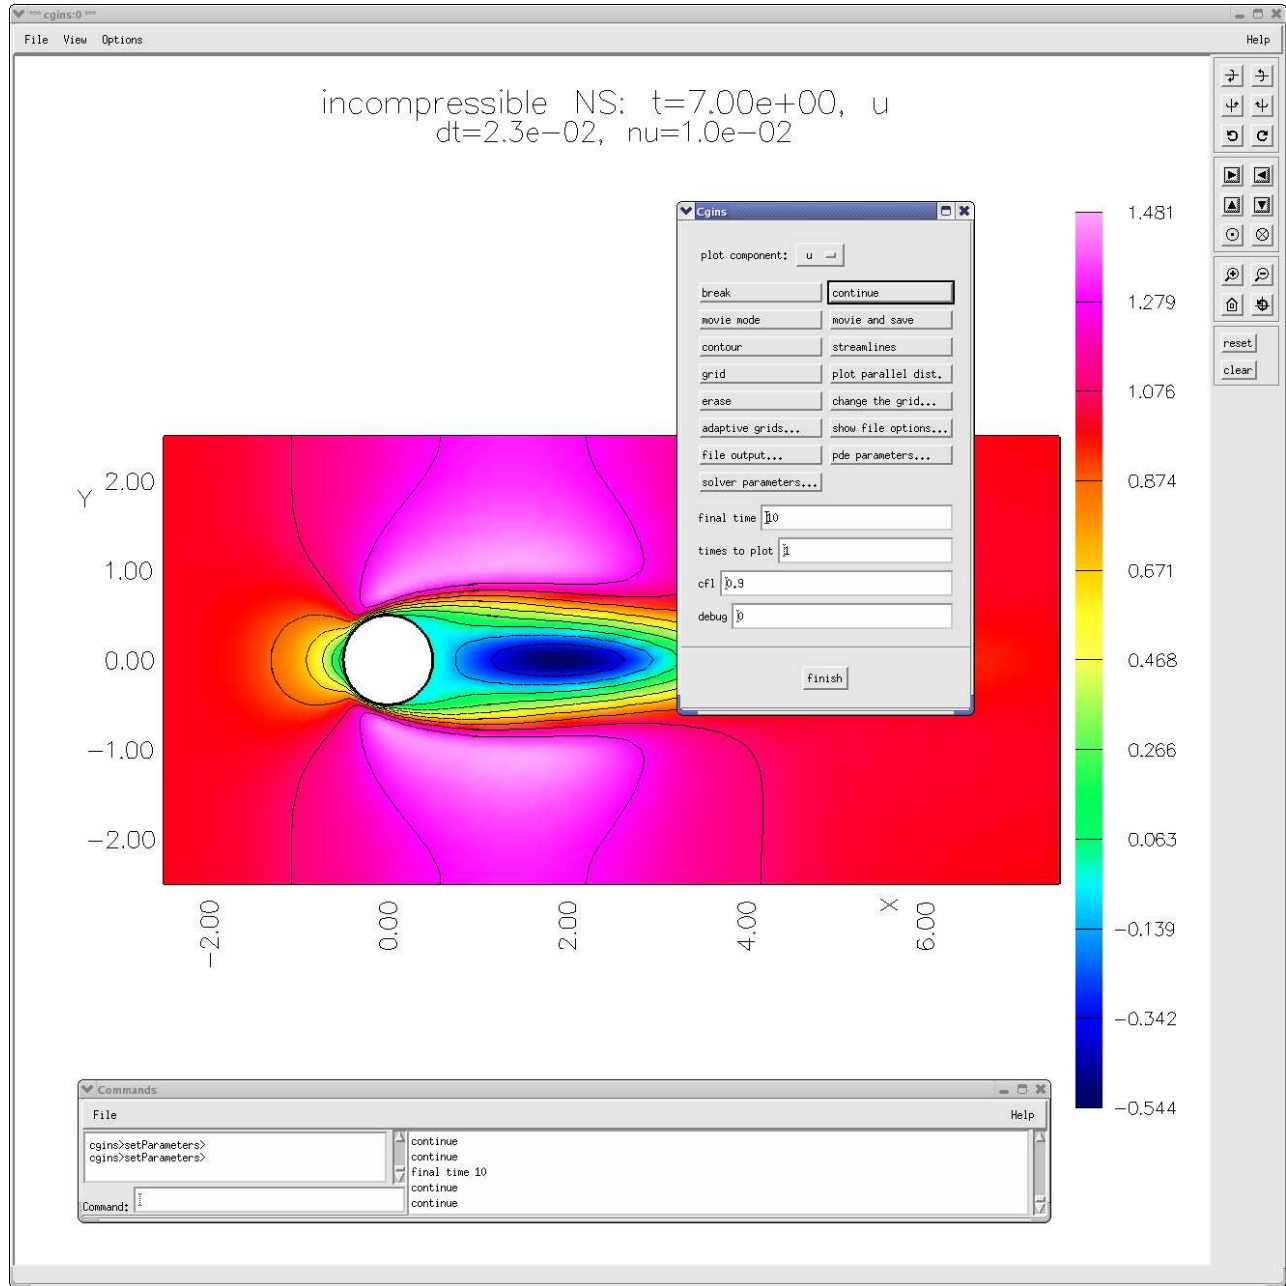 *** cgins:0 ***
File View Options Help
incompressible NS: t=7.00e+00, u
dt=2.3e-02, nu=1.0e-02
Cgins
plot component: u
break continue
movie mode movie and save
contour streamlines
grid plot parallel dist.
erase change the grid...
adaptive grids... show file options...
file output... pde parameters...
solver parameters...
final time 10
times to plot 1
cfl 0.9
debug 0
finish
reset
clear
1.481
1.279
1.076
0.874
0.671
0.468
0.266
0.063
-0.139
-0.342
-0.544
Y
2.00
1.00
0.00
-1.00
-2.00
-2.00 0.00 2.00 4.00 X 6.00
Commands
File Help
cgins>setParameters>
cgins>setParameters>
Command:
continue
continue
final time 10
continue
continue